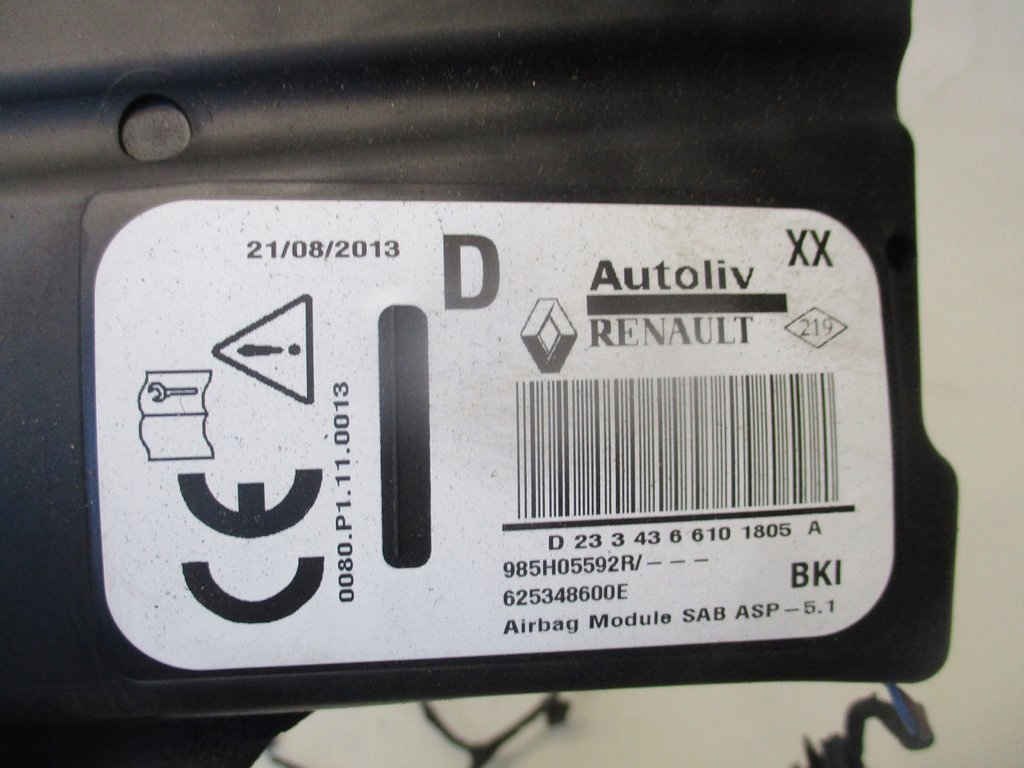 21/08/2013
D
Autoliv
XX
RENAULT
219
0080.P1.11.0013
CE
D 23 3 43 6 610 1805 A
985H05592R/---
625348600E
BKI
Airbag Module SAB ASP-5.1